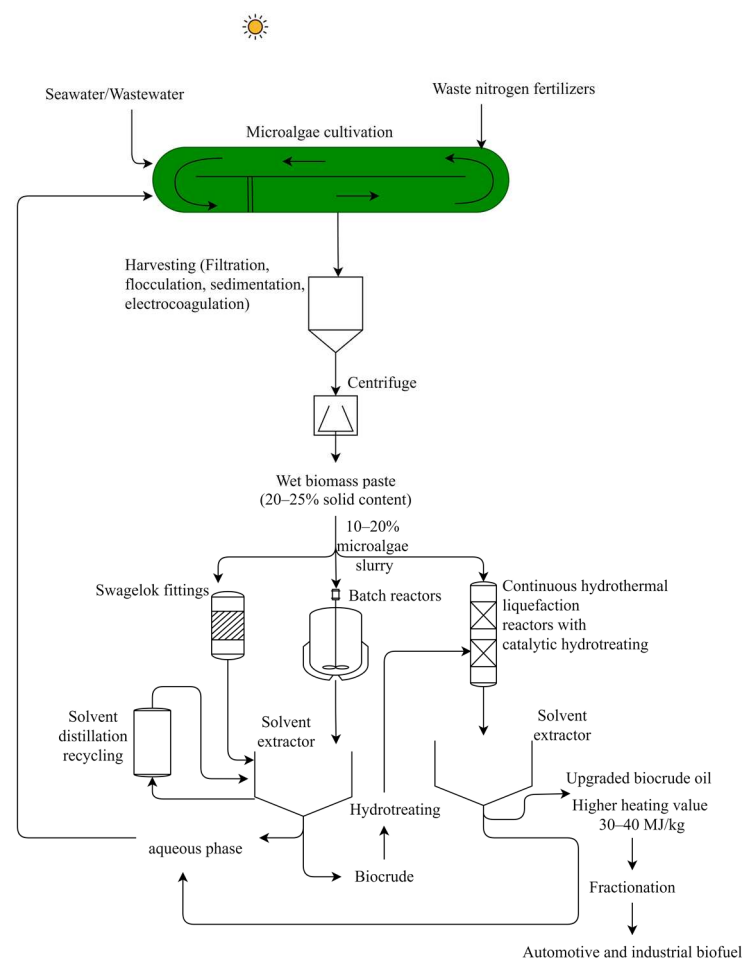 Seawater/Wastewater
Waste nitrogen fertilizers
Microalgae cultivation
Harvesting (Filtration,
flocculation, sedimentation,
electrocoagulation)
Centrifuge
Wet biomass paste
(20–25% solid content)
10–20%
microalgae
slurry
Swagelok fittings
Batch reactors
Continuous hydrothermal
liquefaction
reactors with
catalytic hydrotreating
Solvent
distillation
recycling
Solvent
extractor
Solvent
extractor
Upgraded biocrude oil
Higher heating value
30–40 MJ/kg
Hydrotreating
aqueous phase
Biocrude
Fractionation
Automotive and industrial biofuel